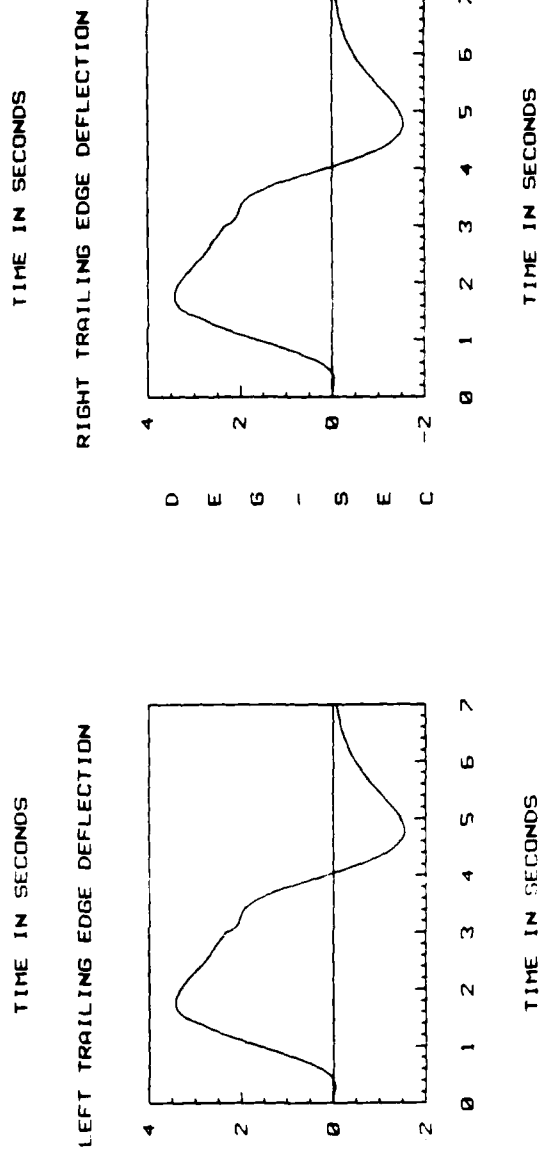 TIME IN SECONDS
LEFT TRAILING EDGE DEFLECTION
4
2
0
2
0 1 2 3 4 5 6 7
TIME IN SECONDS
TIME IN SECONDS
RIGHT TRAILING EDGE DEFLECTION
D E G - S E C
4
2
0
-2
0 1 2 3 4 5 6 7
TIME IN SECONDS